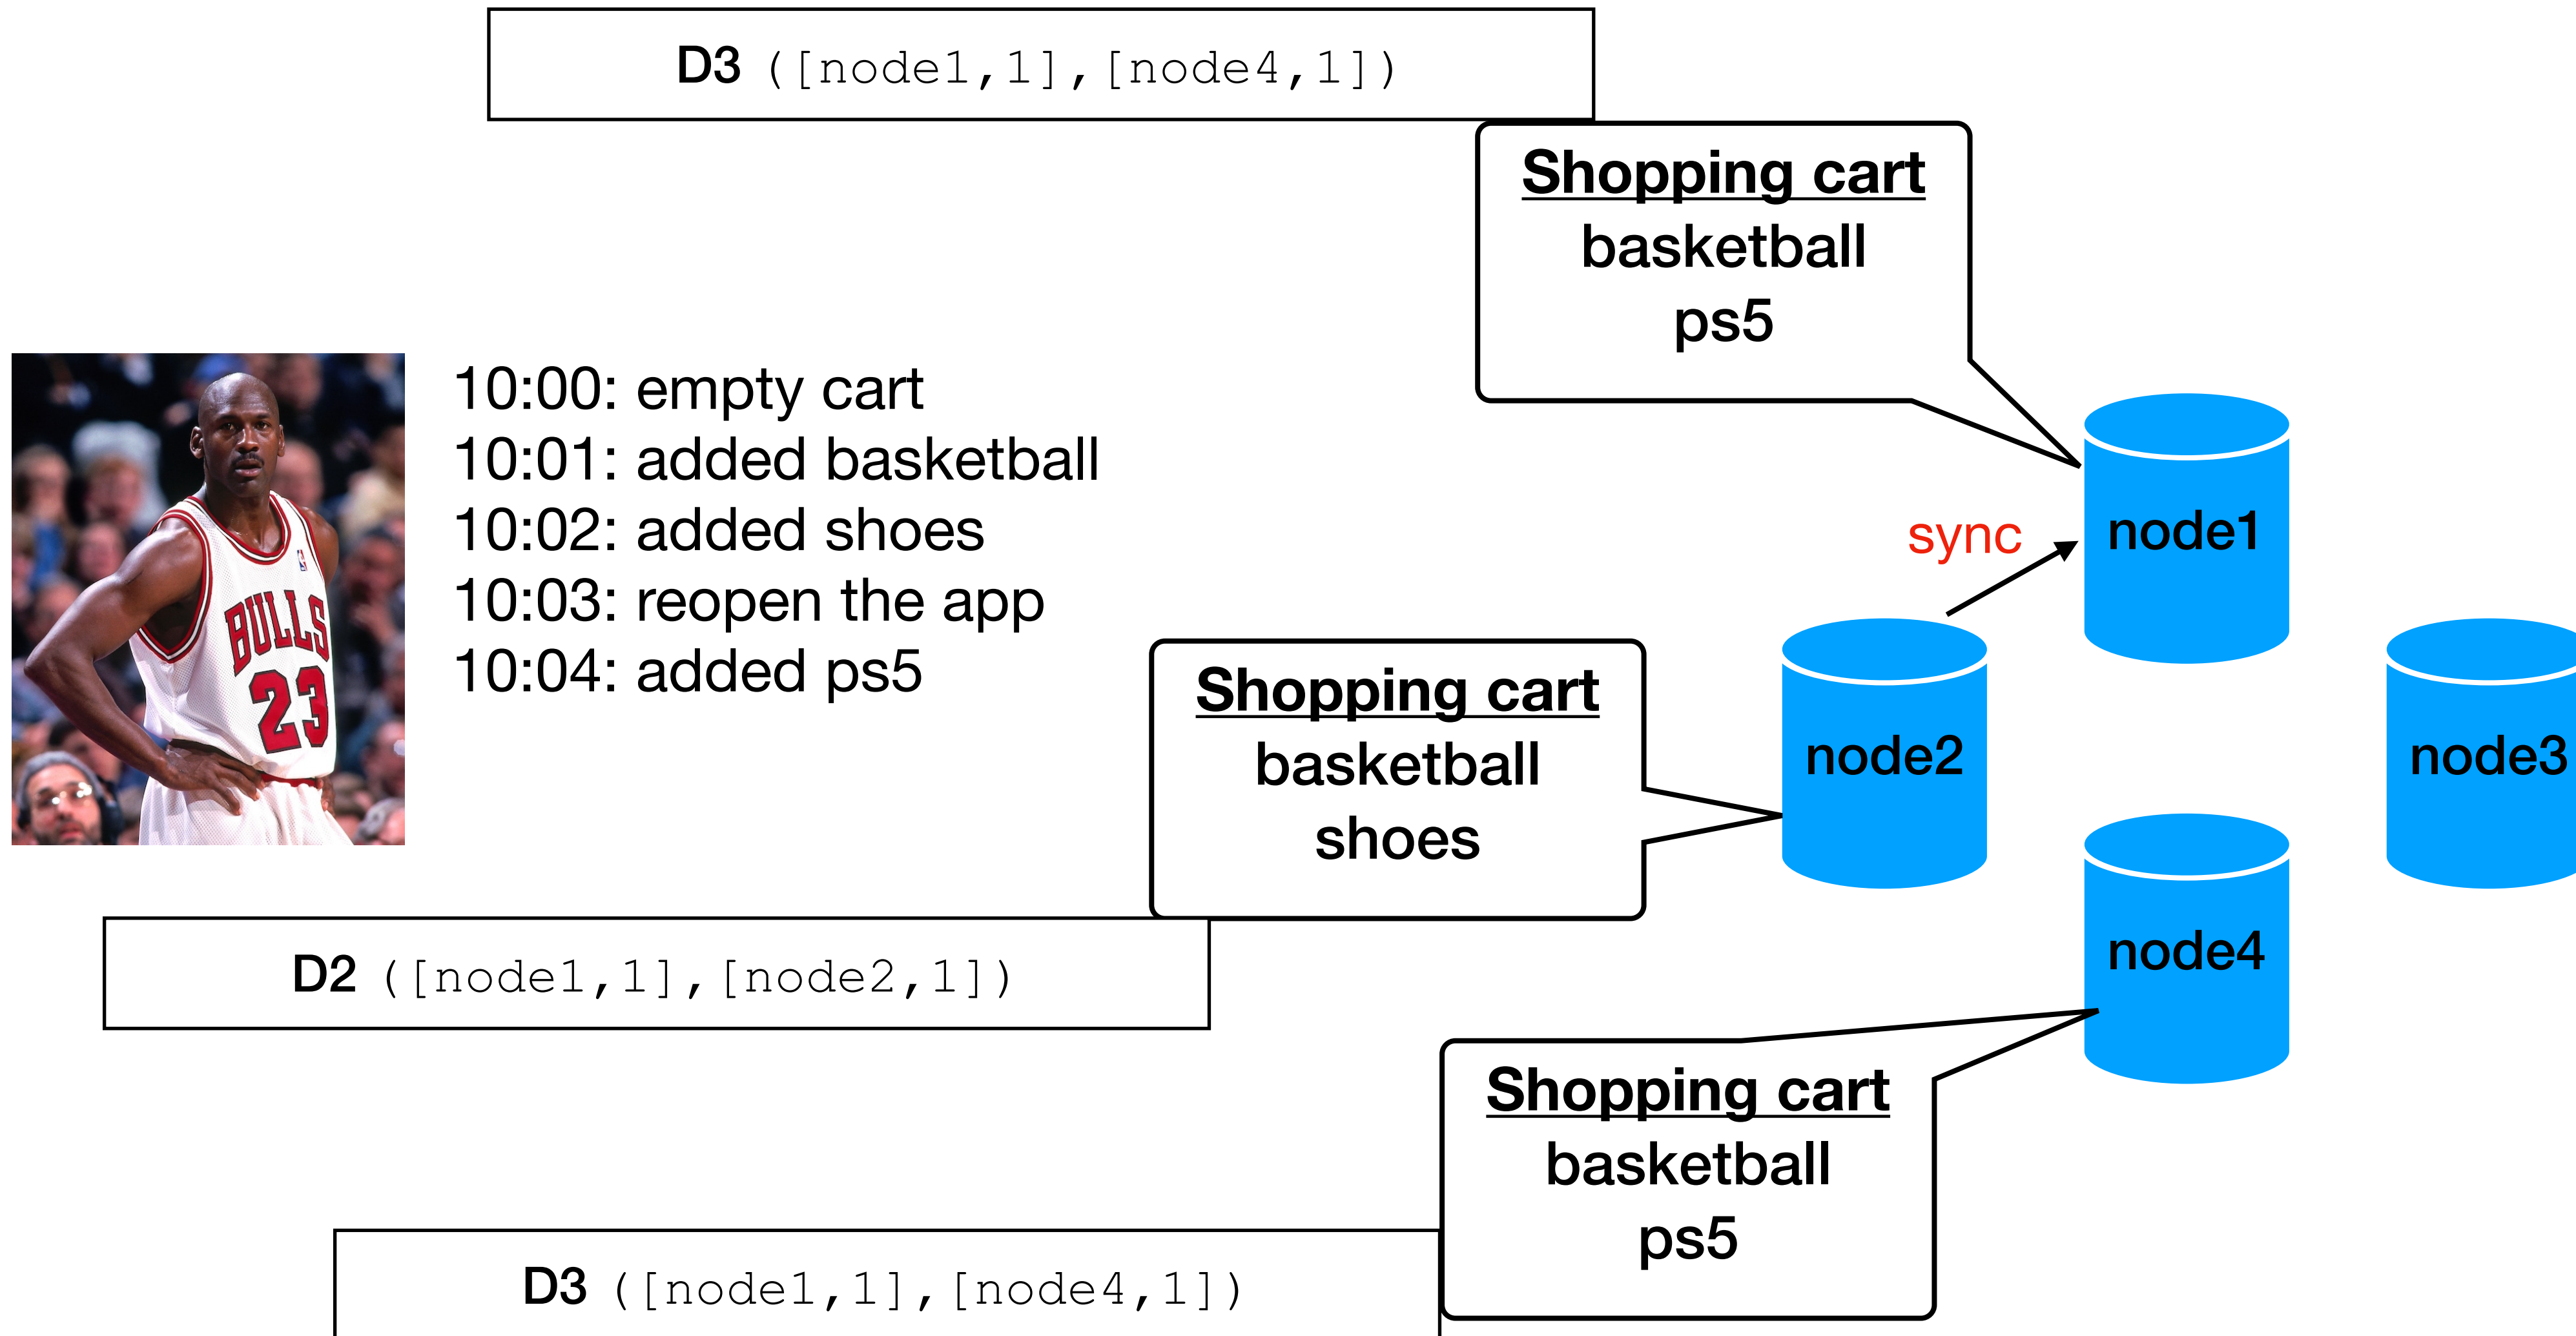 D3 ([node1,1],[node4,1])
Shopping cart
basketball
ps5
10:00: empty cart
10:01: added basketball
10:02: added shoes
10:03: reopen the app
10:04: added ps5
BULLS
23
sync
node1
Shopping cart
basketball
shoes
node2
node3
D2 ([node1,1],[node2,1])
node4
Shopping cart
basketball
ps5
D3 ([node1,1],[node4,1])